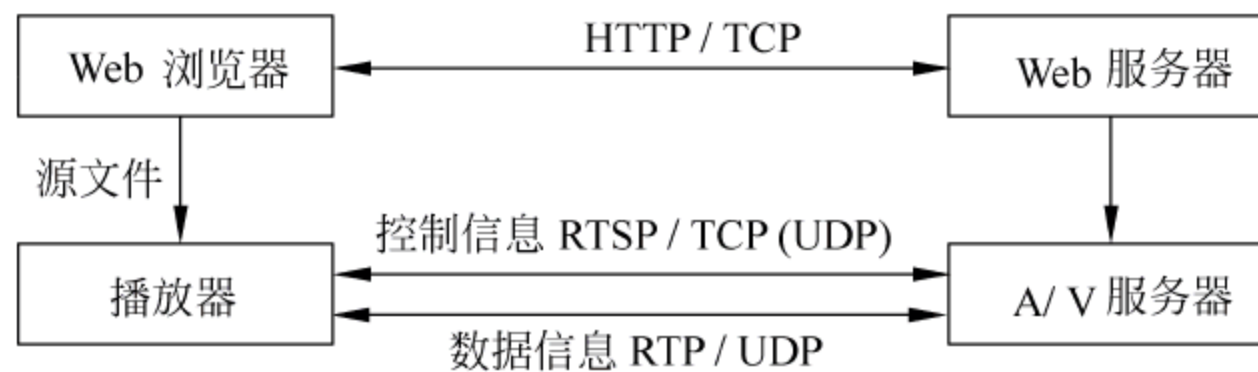 HTTP / TCP
Web 浏览器
Web 服务器
源文件
控制信息 RTSP / TCP (UDP)
播放器
A/ V 服务器
数据信息 RTP / UDP